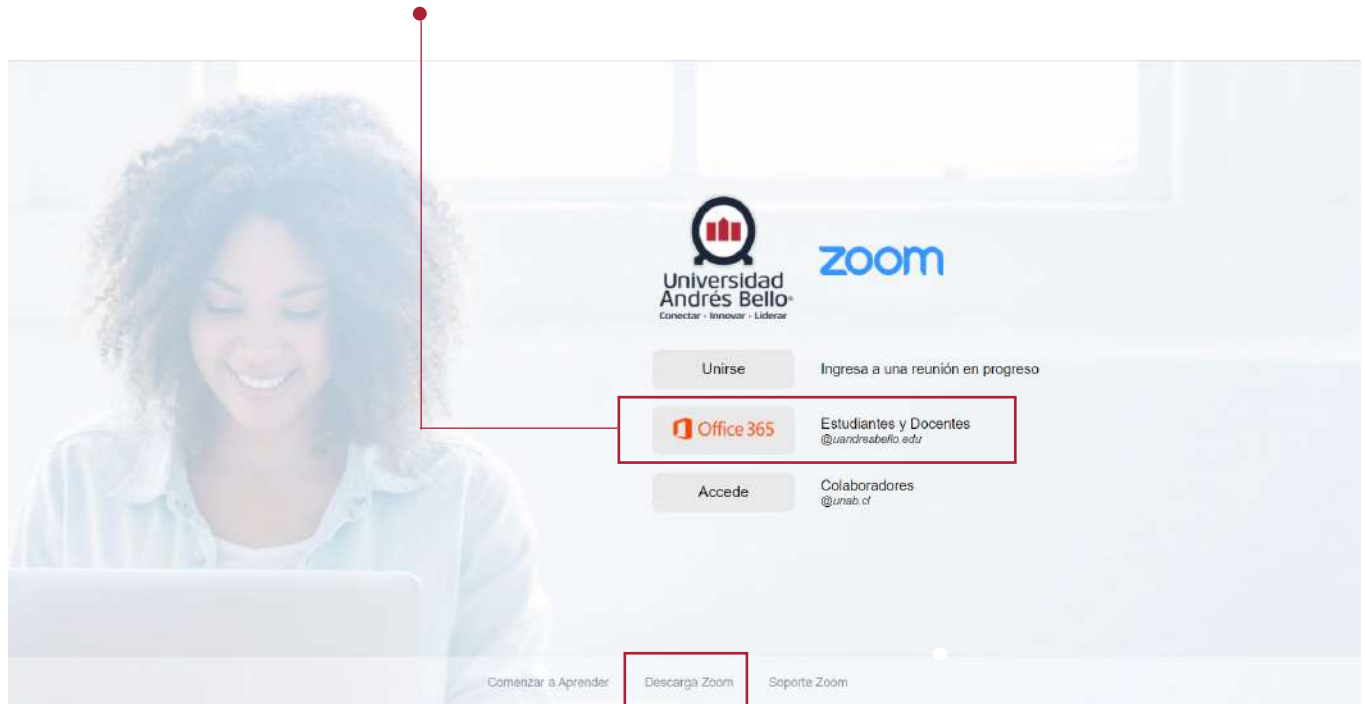 Universidad
Andrés Bello
Conectar - Innovar - Liderar
zoom
Unirse
Ingresa a una reunión en progreso
Office 365
Estudiantes y Docentes
@uandresbello.edu
Accede
Colaboradores
@unab.cl
Comenzar a Aprender
Descarga Zoom
Soporte Zoom